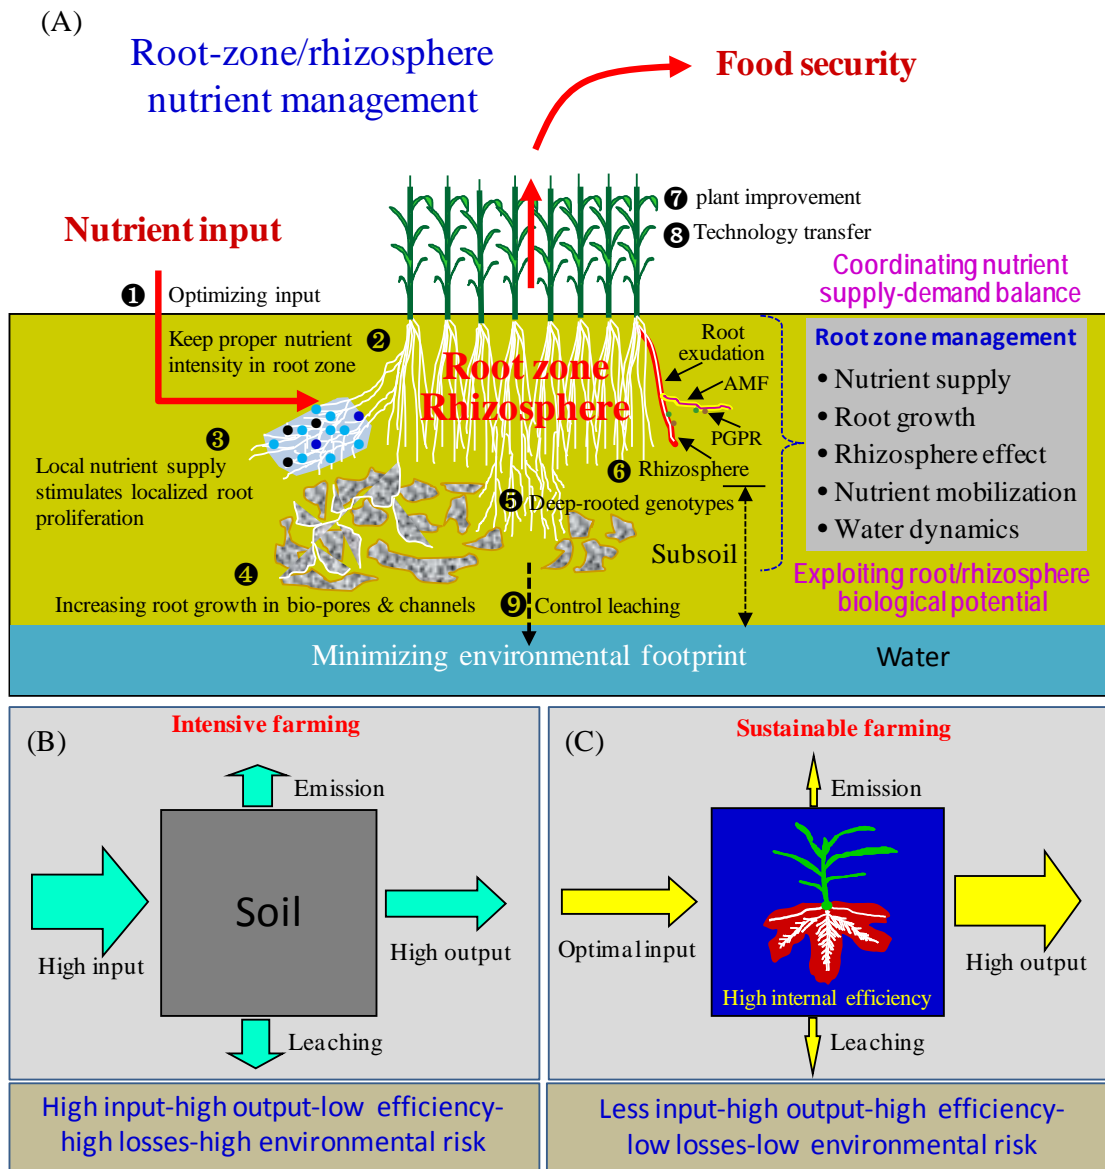 (A)
Root-zone/rhizosphere
nutrient management
Food security
Nutrient input
❼ plant improvement
❽ Technology transfer
Coordinating nutrient
supply-demand balance
❶ Optimizing input
Keep proper nutrient ❷
intensity in root zone
Root zone
Rhizosphere
Root
exudation
AMF
PGPR
Root zone management
• Nutrient supply
• Root growth
• Rhizosphere effect
• Nutrient mobilization
• Water dynamics
❸
Local nutrient supply
stimulates localized root
proliferation
❻ Rhizosphere
❺ Deep-rooted genotypes
Subsoil
❹
Increasing root growth in bio-pores & channels
❾ Control leaching
Exploiting root/rhizosphere
biological potential
Minimizing environmental footprint
Water
(B)
Intensive farming
Emission
Soil
High input
High output
Leaching
High input-high output-low efficiency-
high losses-high environmental risk
(C)
Sustainable farming
Emission
Optimal input
High output
High internal efficiency
Leaching
Less input-high output-high efficiency-
low losses-low environmental risk